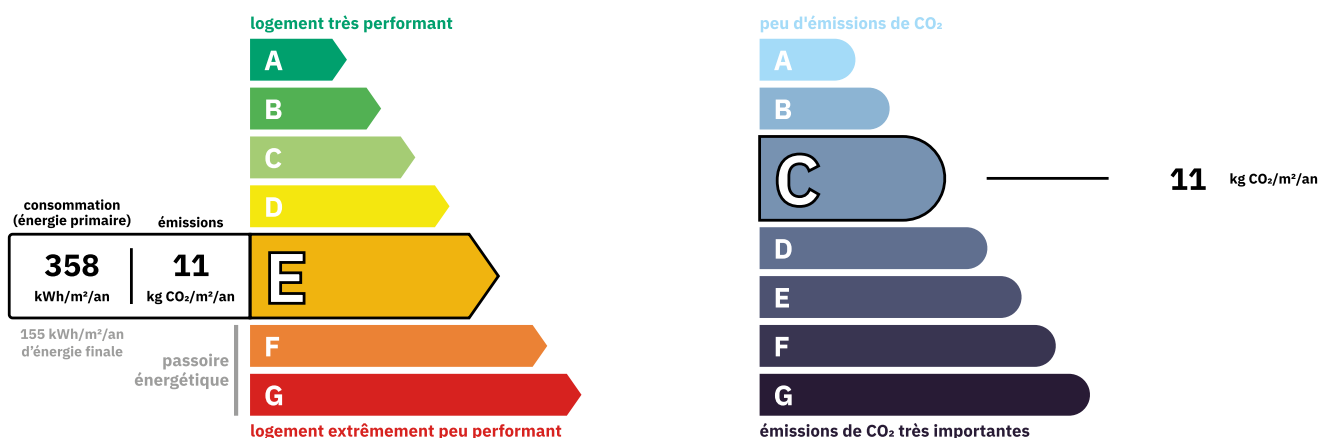 logement très performant
A
B
C
D
consommation
(énergie primaire)
émissions
358
kWh/m²/an
11
kg CO₂/m²/an
E
155 kWh/m²/an
d’énergie finale
passoire
énergétique
F
G
logement extrêmement peu performant
peu d'émissions de CO₂
A
B
C
11 kg CO₂/m²/an
D
E
F
G
émissions de CO₂ très importantes